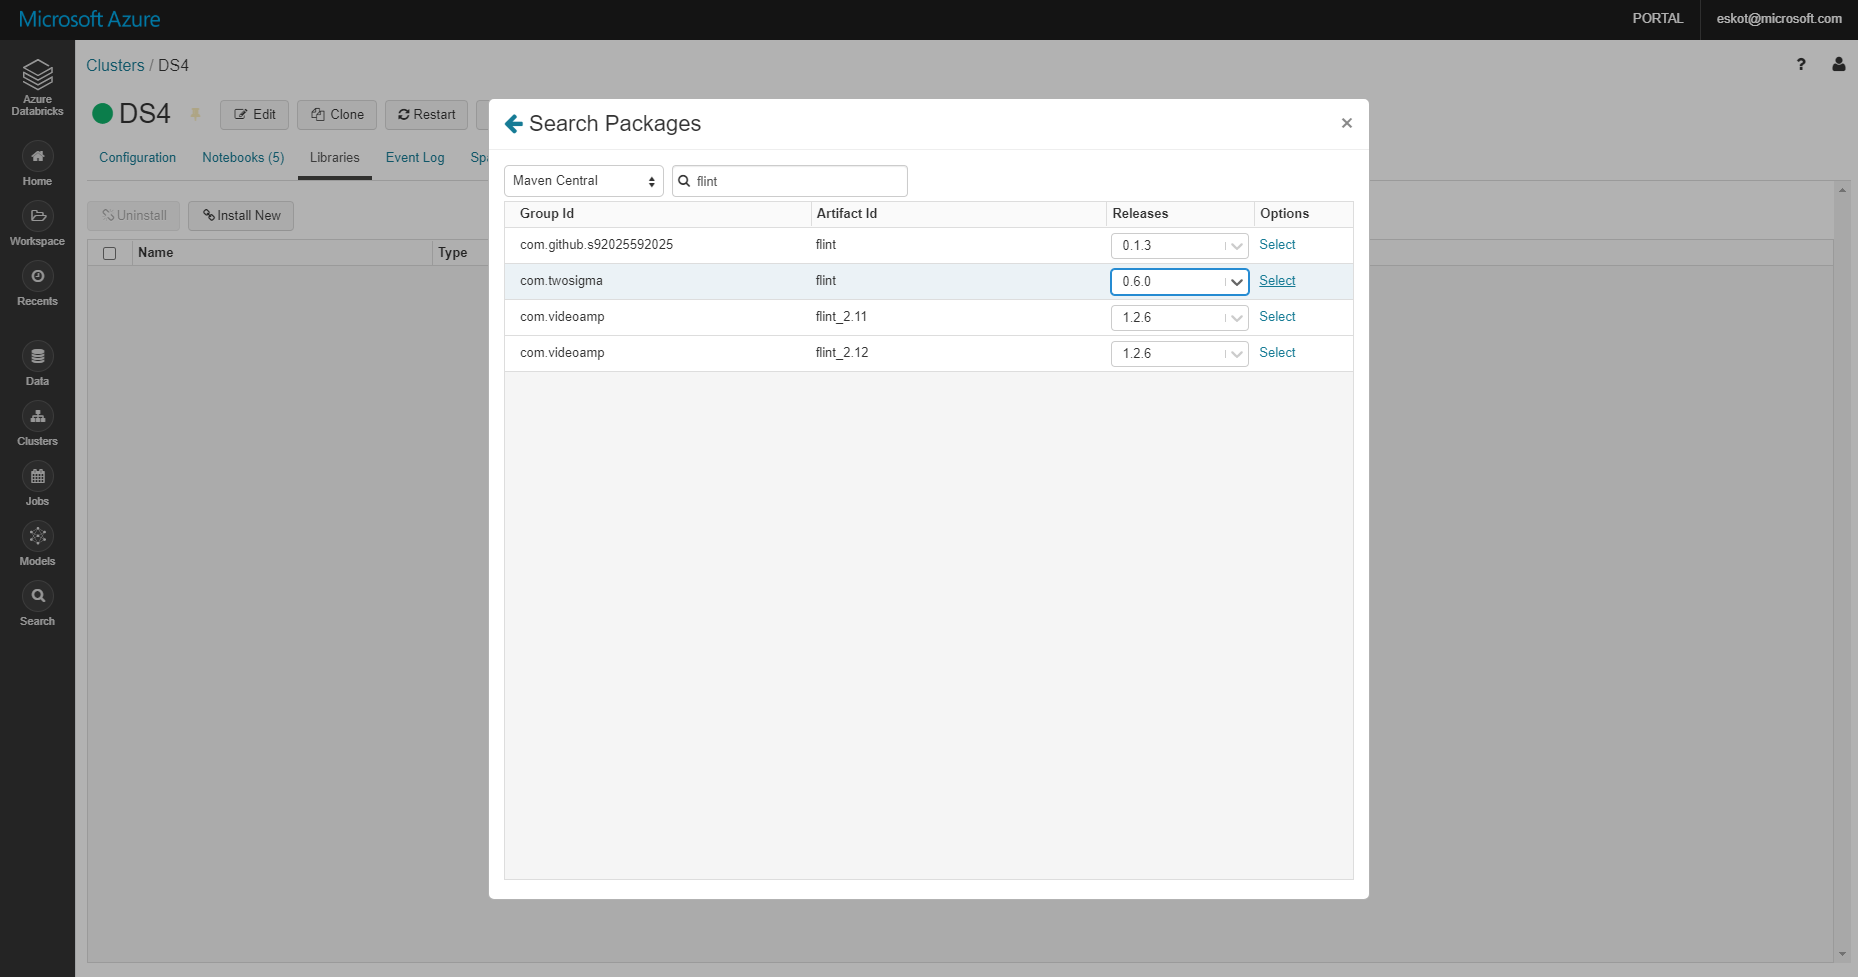 Microsoft Azure
PORTAL
eskot@microsoft.com
Azure
Databricks
Home
Workspace
Recents
Data
Clusters
Jobs
Models
Search
Clusters / DS4
?
DS4
Edit
Clone
Restart
Configuration
Notebooks (5)
Libraries
Event Log
Spa
Uninstall
Install New
Name
Type
Search Packages
×
Maven Central
flint
Group Id Artifact Id Releases Options
com.github.s92025592025 flint 0.1.3 Select
com.twosigma flint 0.6.0 Select
com.videoamp flint_2.11 1.2.6 Select
com.videoamp flint_2.12 1.2.6 Select